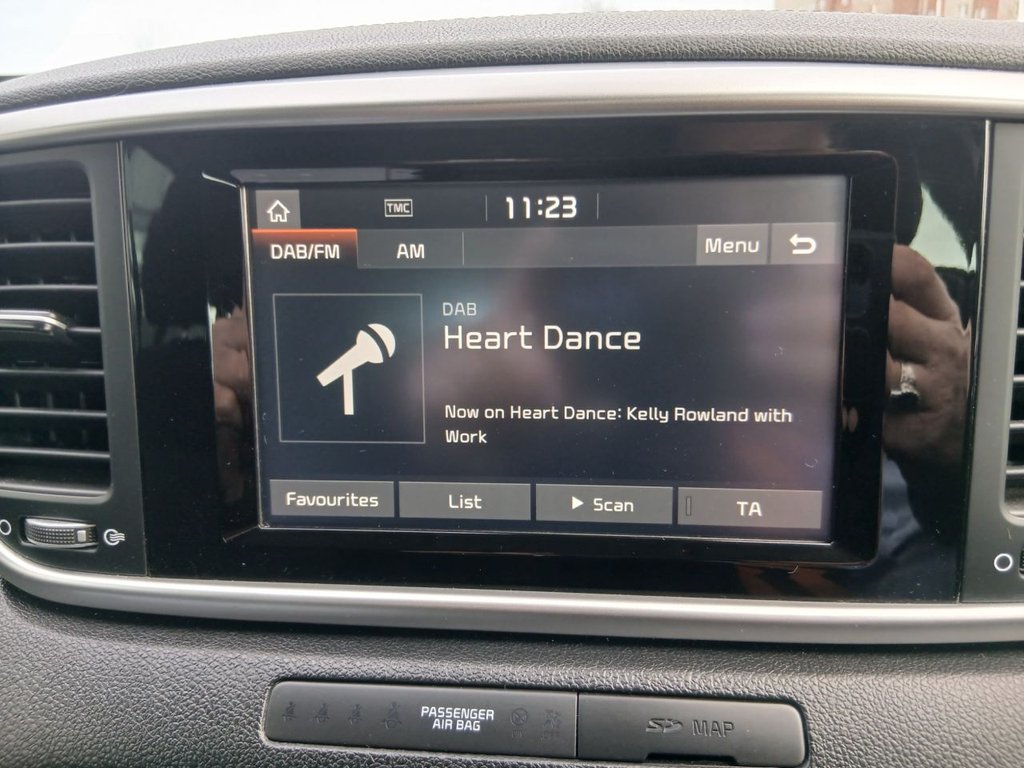 TMC 11:23
DAB/FM AM Menu
DAB
Heart Dance
Now on Heart Dance: Kelly Rowland with
Work
Favourites List Scan TA
PASSENGER
AIR BAG
SD MAP